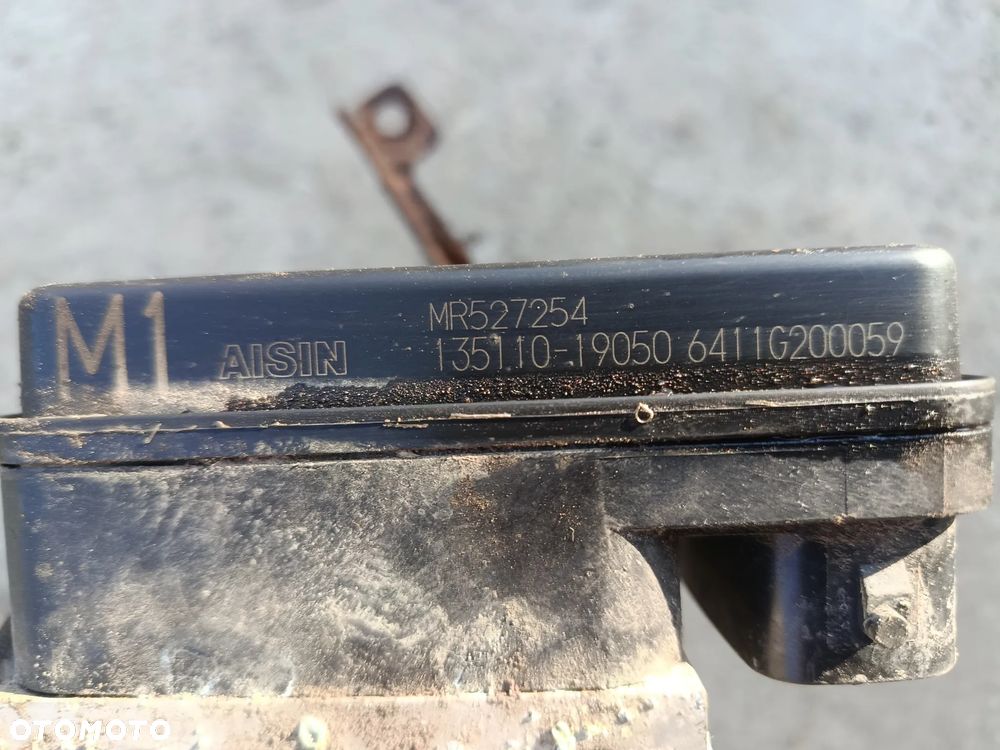 M1
AISIN
MR527254
135110-19050 6411G200059
OTOMOTO